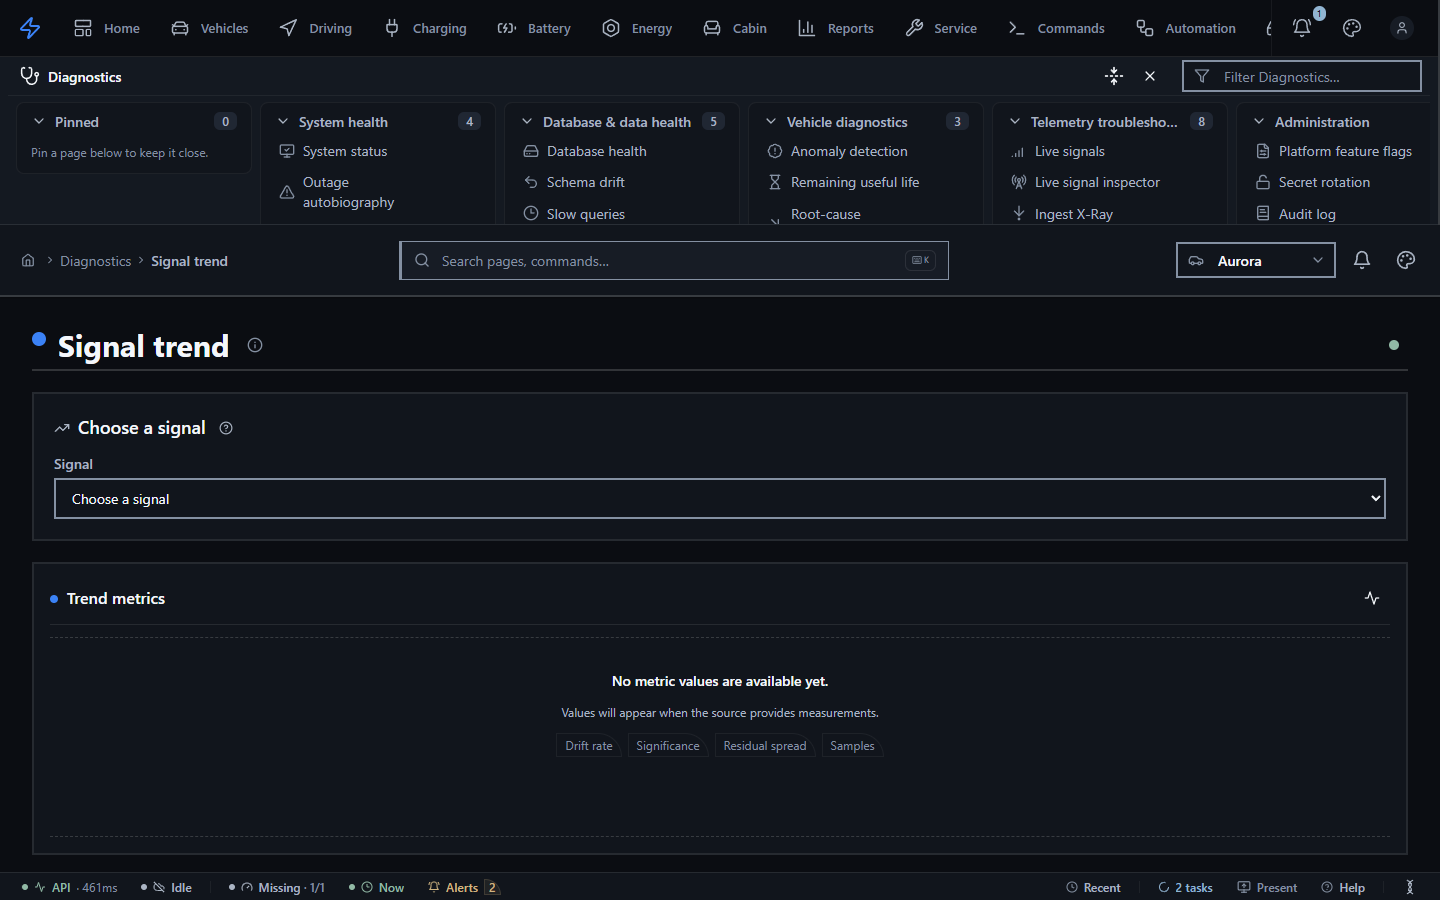 Home Vehicles Driving Charging Battery Energy Cabin Reports Service Commands Automation 1
Diagnostics Filter Diagnostics...
Pinned 0
Pin a page below to keep it close.
System health 4
System status
Outage
autobiography
Database & data health 5
Database health
Schema drift
Slow queries
Vehicle diagnostics 3
Anomaly detection
Remaining useful life
Root-cause
Telemetry troublesho... 8
Live signals
Live signal inspector
Ingest X-Ray
Administration
Platform feature flags
Secret rotation
Audit log
Diagnostics Signal trend Search pages, commands... K Aurora
Signal trend
Choose a signal
Signal
Choose a signal
Trend metrics
No metric values are available yet.
Values will appear when the source provides measurements.
Drift rate Significance Residual spread Samples
API · 461ms Idle Missing · 1/1 Now Alerts 2 Recent 2 tasks Present Help